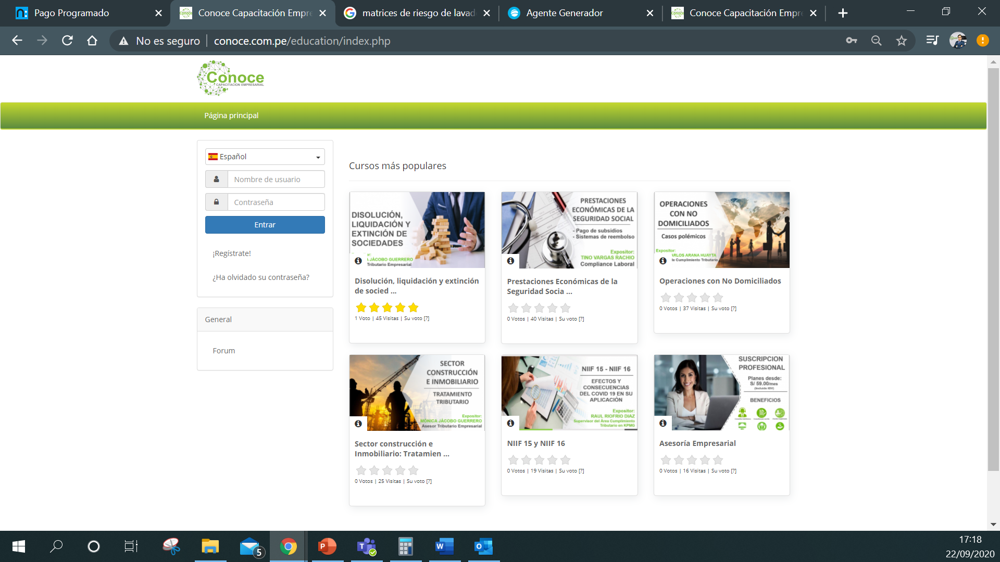 Pago Programado
Conoce Capacitación Empre
matrices de riesgo de lavad
Agente Generador
Conoce Capacitación Empre
No es seguro
conoce.com.pe/education/index.php
Conoce
CAPACITACION EMPRESARIAL
Página principal
Español
Nombre de usuario
Contraseña
Entrar
¡Regístrate!
¿Ha olvidado su contraseña?
General
Forum
Cursos más populares
DISOLUCIÓN,
LIQUIDACIÓN Y
EXTINCIÓN DE
SOCIEDADES
JÁCOBO GUERRERO
Tributario Empresarial
Disolución, liquidación y extinción
de socied ...
1 Voto | 45 Visitas | Su voto [?]
PRESTACIONES
ECONÓMICAS DE LA
SEGURIDAD SOCIAL
- Pago de subsidios
- Sistemas de reembolso
Expositor:
TINO VARGAS RACHIO
Compliance Laboral
Prestaciones Económicas de la
Seguridad Socia ...
0 Votos | 40 Visitas | Su voto [?]
OPERACIONES
CON NO
DOMICILIADOS
Casos polémicos
Expositor:
ARLOS ARANA HUAYTA
de Cumplimiento Tributario
Operaciones con No Domiciliados
0 Votos | 37 Visitas | Su voto [?]
SECTOR
CONSTRUCCIÓN
E INMOBILIARIO
TRATAMIENTO
TRIBUTARIO
Expositor:
MÓNICA JÁCOBO GUERRERO
Asesor Tributario Empresarial
Sector construcción e
Inmobiliario: Tratamien ...
0 Votos | 25 Visitas | Su voto [?]
NIIF 15 - NIIF 16
EFECTOS Y
CONSECUENCIAS
DEL COVID 19 EN SU
APLICACIÓN
Expositor:
RAUL RIOFRIO DIAZ
Supervisor del Área Cumplimiento
Tributario en KPMG
NIIF 15 y NIIF 16
0 Votos | 19 Visitas | Su voto [?]
SUSCRIPCION
PROFESIONAL
Planes desde:
S/ 59.00/mes
(Incluido IGV)
BENEFICIOS
Asesoría Empresarial
0 Votos | 16 Visitas | Su voto [?]
5
17:18
22/09/2020